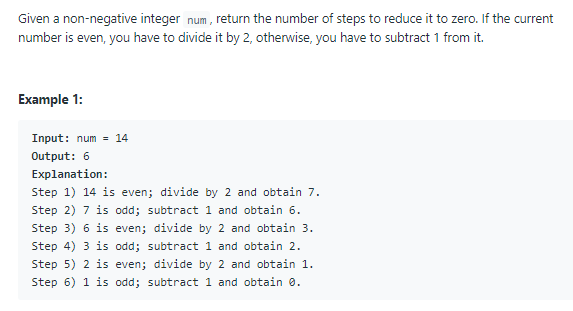 Given a non-negative integer num, return the number of steps to reduce it to zero. If the current
number is even, you have to divide it by 2, otherwise, you have to subtract 1 from it.
Example 1:
Input: num = 14
Output: 6
Explanation:
Step 1) 14 is even; divide by 2 and obtain 7.
Step 2) 7 is odd; subtract 1 and obtain 6.
Step 3) 6 is even; divide by 2 and obtain 3.
Step 4) 3 is odd; subtract 1 and obtain 2.
Step 5) 2 is even; divide by 2 and obtain 1.
Step 6) 1 is odd; subtract 1 and obtain 0.